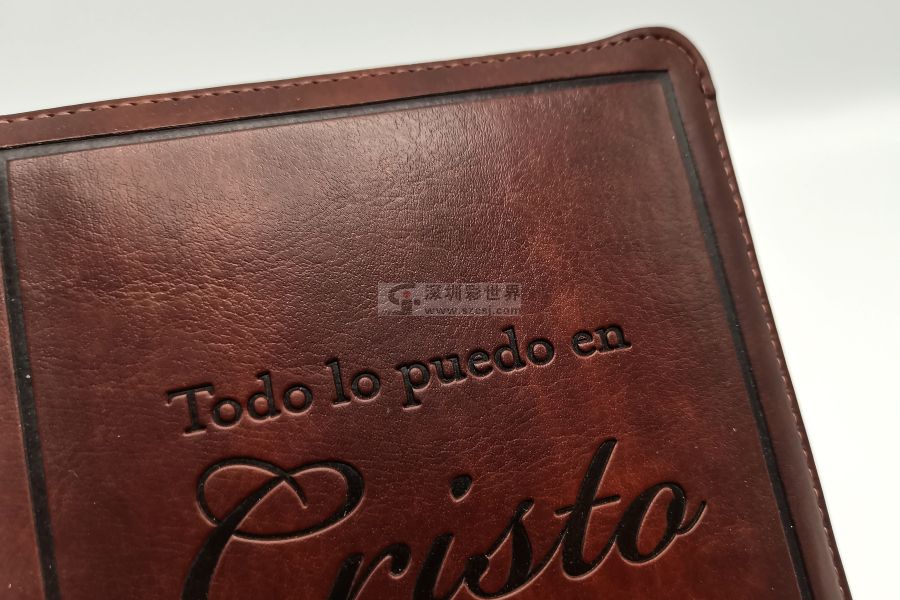 深圳彩世界
www.szcsj.com
Todo lo puedo en
Cristo